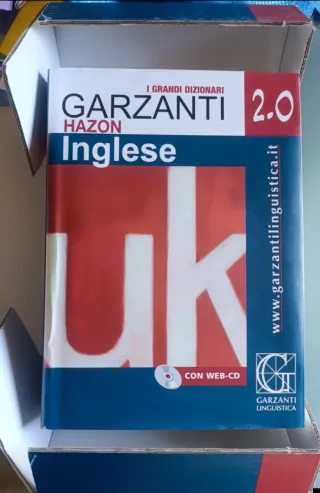 I GRANDI DIZIONARI
GARZANTI
2.0
HAZON
Inglese
www.garzantilinguistica.it
uk
CON WEB-CD
GARZANTI
LINGUISTICA